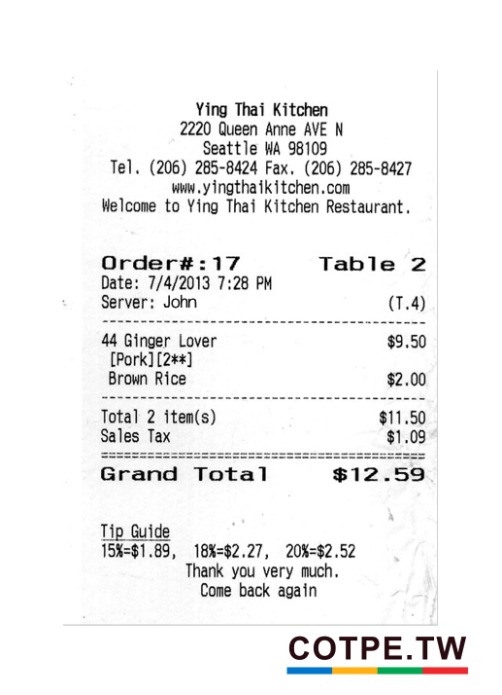 Ying Thai Kitchen
2220 Queen Anne AVE N
Seattle WA 98109
Tel. (206) 285-8424 Fax. (206) 285-8427
www.yingthaikitchen.com
Welcome to Ying Thai Kitchen Restaurant.
Order#:17 Table 2
Date: 7/4/2013 7:28 PM
Server: John (T.4)
44 Ginger Lover $9.50
[Pork][2**]
Brown Rice $2.00
Total 2 item(s) $11.50
Sales Tax $1.09
Grand Total $12.59
Tip Guide
15%=$1.89, 18%=$2.27, 20%=$2.52
Thank you very much.
Come back again
COTPE.TW